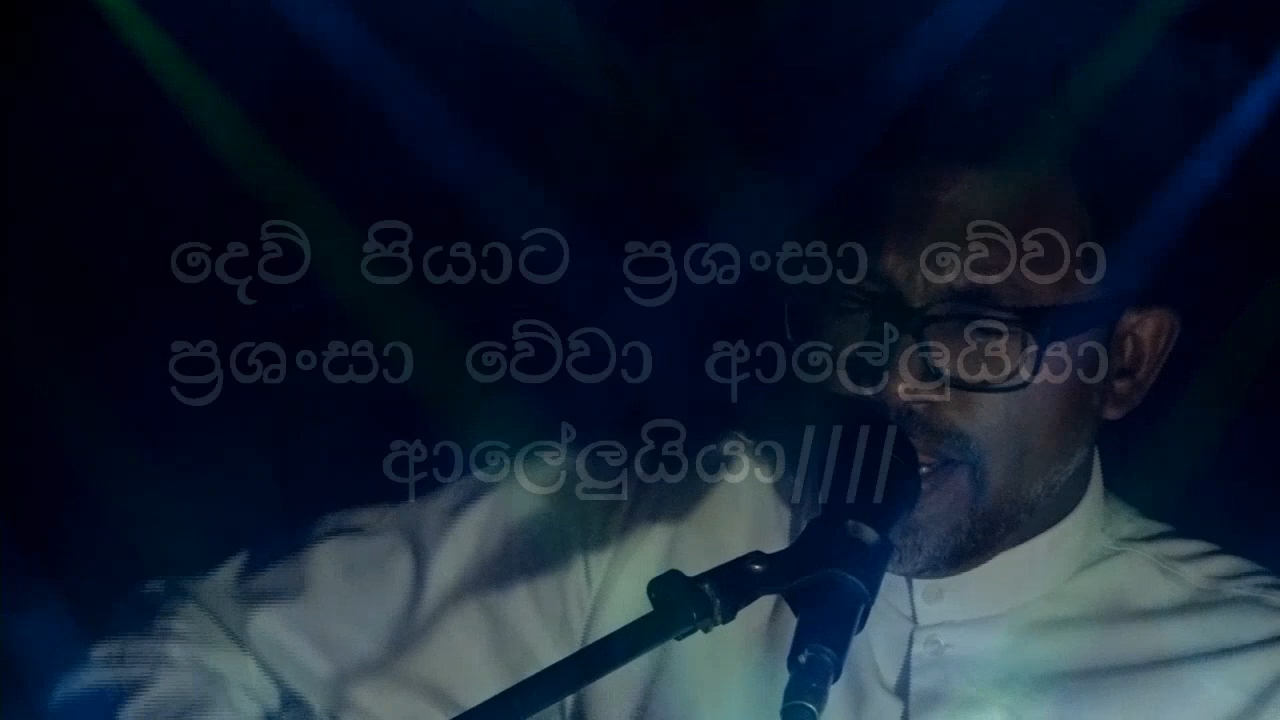 දෙව් පියාට ප්‍රශංසා වේවා
ප්‍රශංසා වේවා ආලේලූයියා
ආලේලූයියා////